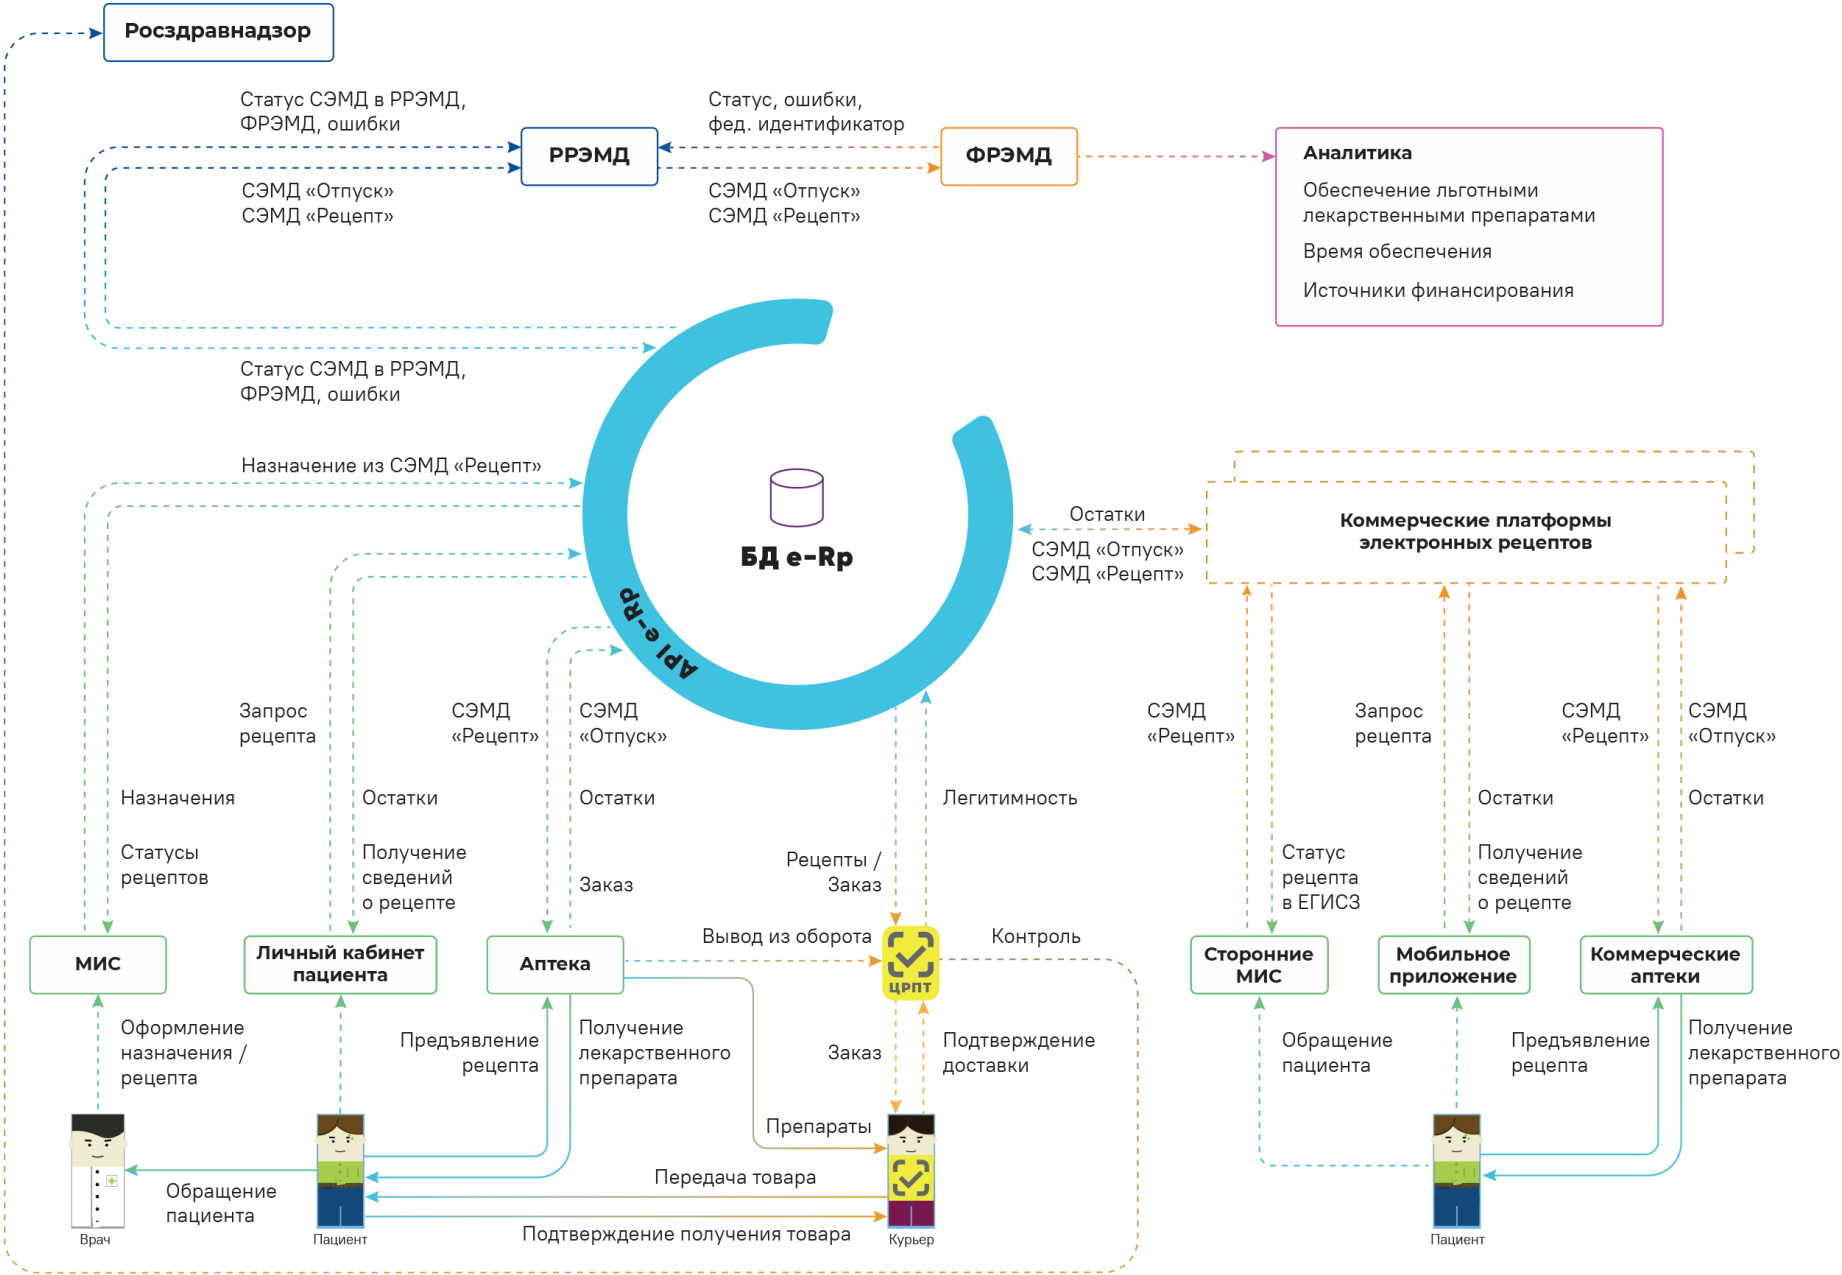 Росздравнадзор
Статус СЭМД в РРЭМД,
ФРЭМД, ошибки
Статус, ошибки,
фед. идентификатор
РРЭМД
ФРЭМД
СЭМД «Отпуск»
СЭМД «Рецепт»
СЭМД «Отпуск»
СЭМД «Рецепт»
Аналитика
Обеспечение льготными
лекарственными препаратами
Время обеспечения
Источники финансирования
Статус СЭМД в РРЭМД,
ФРЭМД, ошибки
Назначение из СЭМД «Рецепт»
БД e-Rp
API e-Rp
Остатки
СЭМД «Отпуск»
СЭМД «Рецепт»
Коммерческие платформы
электронных рецептов
Запрос
рецепта
СЭМД
«Рецепт»
СЭМД
«Отпуск»
СЭМД
«Рецепт»
Запрос
рецепта
СЭМД
«Рецепт»
СЭМД
«Отпуск»
Назначения
Остатки
Остатки
Легитимность
Остатки
Остатки
Статусы
рецептов
Получение
сведений
о рецепте
Заказ
Рецепты /
Заказ
Статус
рецепта
в ЕГИСЗ
Получение
сведений
о рецепте
МИС
Личный кабинет
пациента
Аптека
Вывод из оборота
ЦРПТ
Контроль
Сторонние
МИС
Мобильное
приложение
Коммерческие
аптеки
Оформление
назначения /
рецепта
Предъявление
рецепта
Получение
лекарственного
препарата
Заказ
Подтверждение
доставки
Обращение
пациента
Предъявление
рецепта
Получение
лекарственного
препарата
Препараты
Обращение
пациента
Передача товара
Подтверждение получения товара
Врач
Пациент
Курьер
Пациент